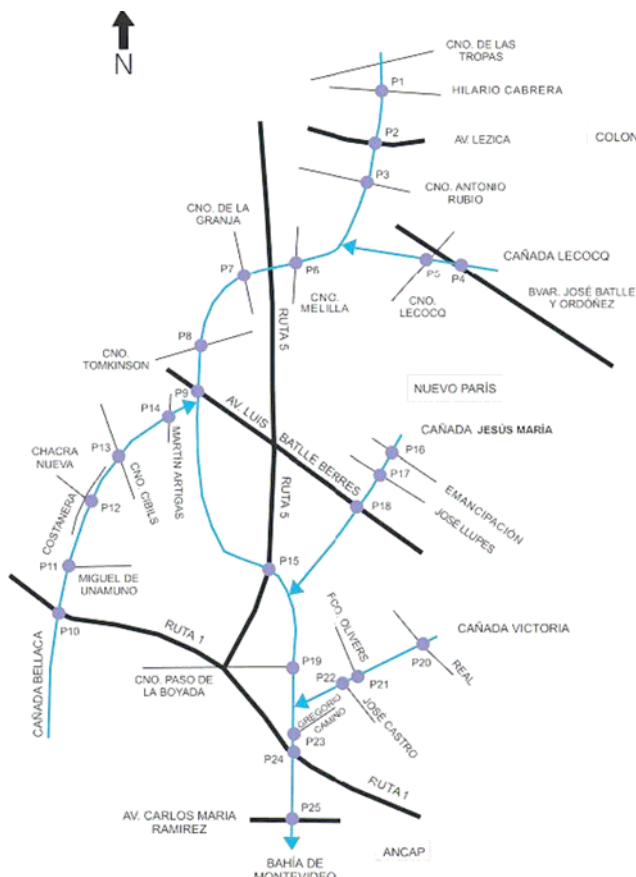 CNO. DE LAS
TROPAS
P1
HILARIO CABRERA
N
P2
AV. LEZICA
COLON
P3
CNO. ANTONIO
RUBIO
CNO. DE LA
GRANJA
P7
P6
P5
P4
CAÑADA LECOCQ
CNO.
MELILLA
CNO.
LECOCQ
BVAR. JOSÉ BATLLE
Y ORDÓÑEZ
RUTA 5
P8
CNO.
TOMKINSON
P9
AV. LUIS
BATLLE BERRES
NUEVO PARÍS
P14
MARTÍN ARTIGAS
CAÑADA JESÚS MARÍA
P13
CNO. CIBILS
P16
P17
EMANCIPACIÓN
JOSÉ LLUPES
CHACRA
NUEVA
COSTANERA
P12
RUTA 5
P18
P15
P11
MIGUEL DE
UNAMUNO
P10
RUTA 1
FCO. OLIVERS
CAÑADA VICTORIA
P20
REAL
CAÑADA BELLACA
CNO. PASO DE
LA BOYADA
P19
P22
P21
JOSÉ CASTRO
GREGORIO
CAMINO
P23
P24
RUTA 1
AV. CARLOS MARIA
RAMIREZ
P25
ANCAP
BAHÍA DE
MONTEVIDEO